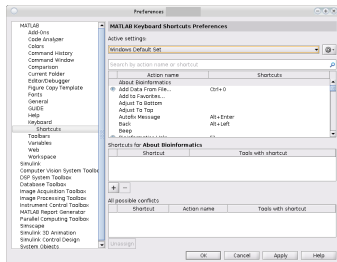 Preferences
MATLAB
Add-Ons
Code Analyzer
Colors
Command History
Command Window
Comparison
Current Folder
Editor/Debugger
Figure Copy Template
Fonts
General
GUIDE
Help
Keyboard
Shortcuts
Toolbars
Variables
Web
Workspace
Simulink
Computer Vision System Toolbo
DSP System Toolbox
Database Toolbox
Image Acquisition Toolbox
Image Processing Toolbox
Instrument Control Toolbox
MATLAB Report Generator
Parallel Computing Toolbox
Simscape
Simulink 3D Animation
Simulink Control Design
System Objects
MATLAB Keyboard Shortcuts Preferences
Active settings:
Windows Default Set
Search by action name or shortcut
Action name Shortcuts
About Bioinformatics
Add Data From File... Ctrl+O
Add to Favorites...
Adjust To Bottom
Adjust To Top
Autofix Message Alt+Enter
Back Alt+Left
Beep
Shortcuts for About Bioinformatics
Shortcut Tools with shortcut
+ −
All possible conflicts
Shortcut Action name Tools with shortcut
Unassign
OK Cancel Apply Help